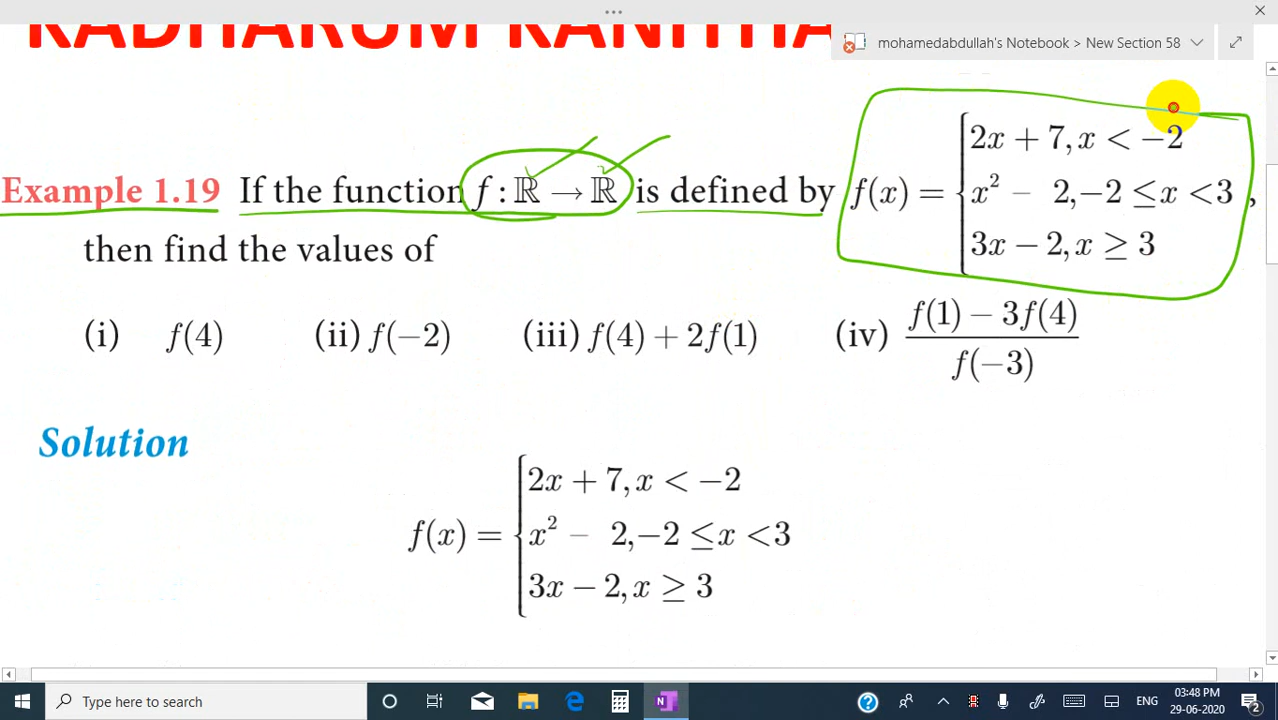 KADHAKUM KANITHA
mohamedabdullah's Notebook > New Section 58
Example 1.19 If the function f : ℝ → ℝ is defined by f(x) = { 2x + 7, x < −2
x² − 2, −2 ≤ x < 3 ,
3x − 2, x ≥ 3
then find the values of
(i) f(4) (ii) f(−2) (iii) f(4) + 2f(1) (iv) f(1) − 3f(4)
f(−3)
Solution
2x + 7, x < −2
f(x) = { x² − 2, −2 ≤ x < 3
3x − 2, x ≥ 3
Type here to search
ENG
03:48 PM
29-06-2020
2